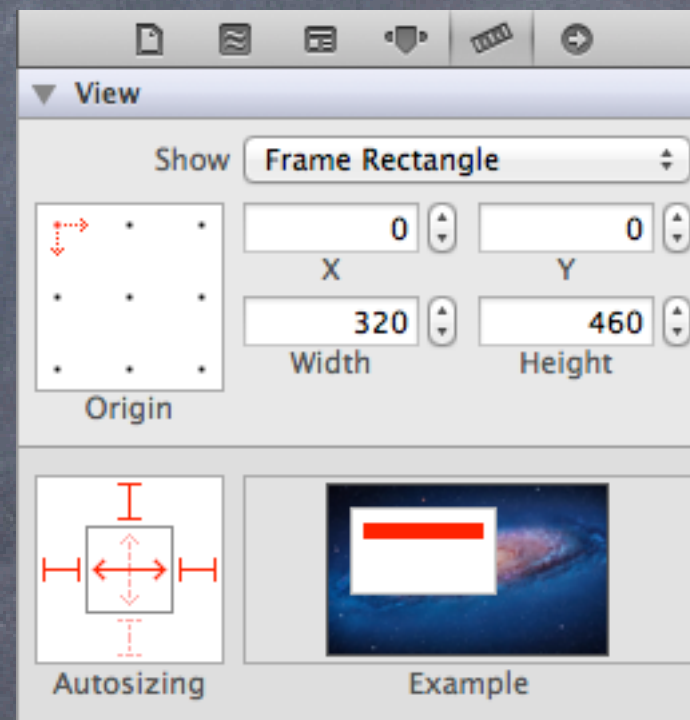 View
Show Frame Rectangle
0 0
X Y
320 460
Width Height
Origin
Autosizing Example